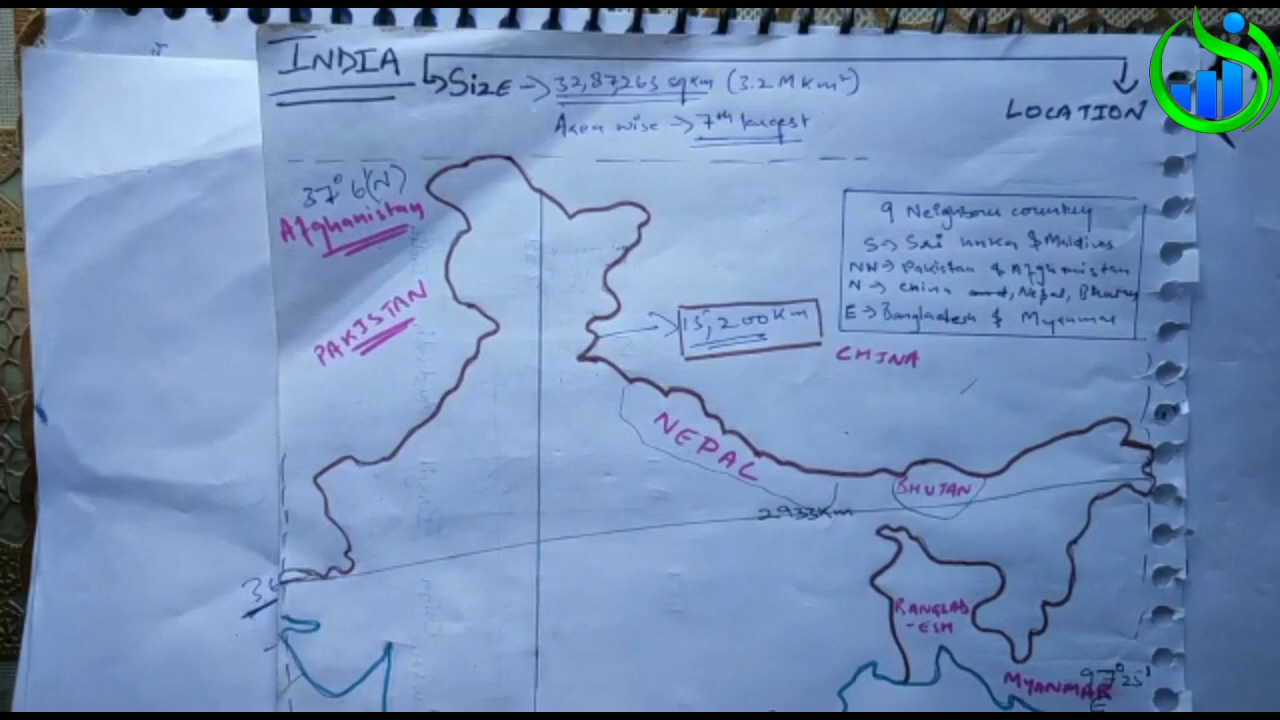 INDIA
SIZE → 32,87,263 sqkm (3.2 M Km²)
Area wise → 7th largest
LOCATION
37° 6'(N)
Afghanistan
PAKISTAN
9 Neighbour country
S → Sri lanka & Maldives
NW → Pakistan & Afghanistan
N → China and, Nepal, Bhutan
E → Bangladesh & Myanmar
15,200 Km
CHINA
NEPAL
BHUTAN
2933 Km
BANGLAD
-ESH
MYANMAR
97° 25'
E